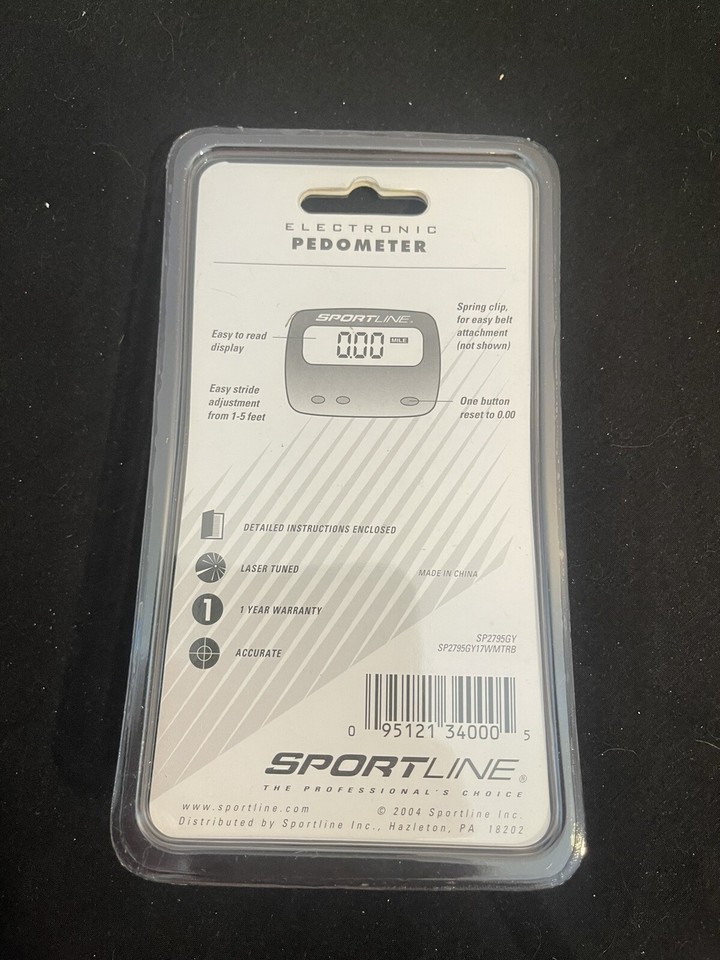 ELECTRONIC
PEDOMETER
Easy to read
display
SPORTLINE®
0.00 MILE
Spring clip,
for easy belt
attachment
(not shown)
Easy stride
adjustment
from 1-5 feet
One button
reset to 0.00
DETAILED INSTRUCTIONS ENCLOSED
LASER TUNED
MADE IN CHINA
1
1 YEAR WARRANTY
ACCURATE
SP2795GY
SP2795GY17WMTRB
0 95121 34000 5
SPORTLINE®
THE PROFESSIONAL'S CHOICE
www.sportline.com © 2004 Sportline Inc.
Distributed by Sportline Inc., Hazleton, PA 18202